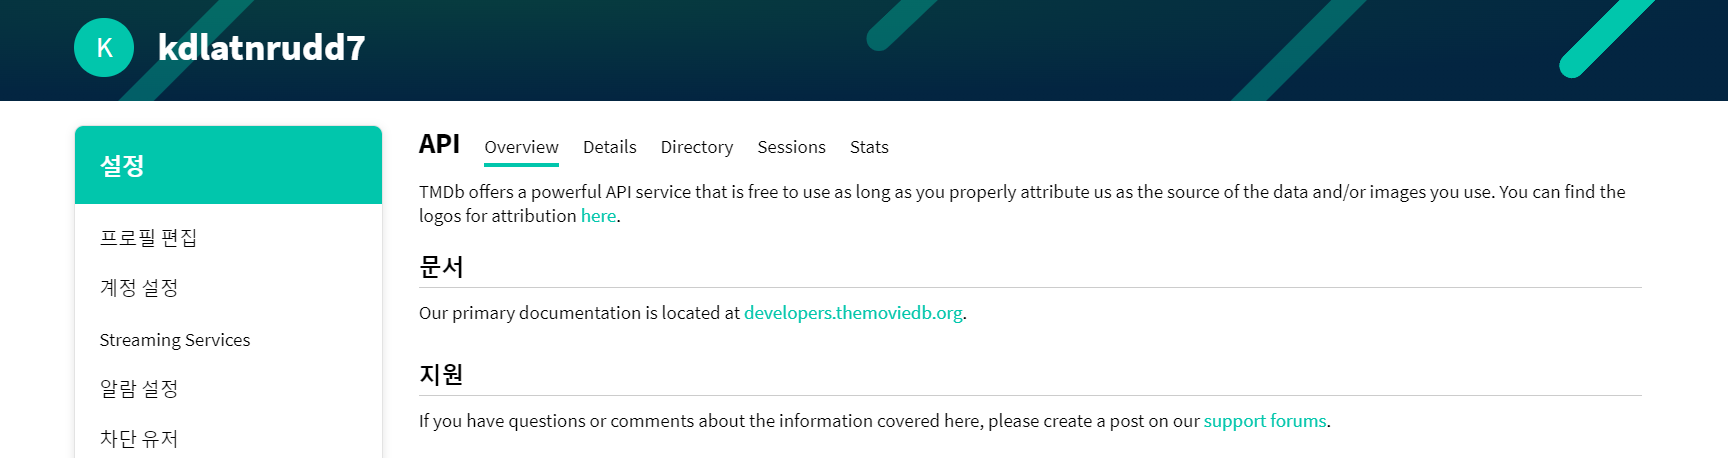 K
kdlatnrudd7
설정
프로필 편집
계정 설정
Streaming Services
알람 설정
차단 유저
API Overview Details Directory Sessions Stats
TMDb offers a powerful API service that is free to use as long as you properly attribute us as the source of the data and/or images you use. You can find the
logos for attribution here.
문서
Our primary documentation is located at developers.themoviedb.org.
지원
If you have questions or comments about the information covered here, please create a post on our support forums.